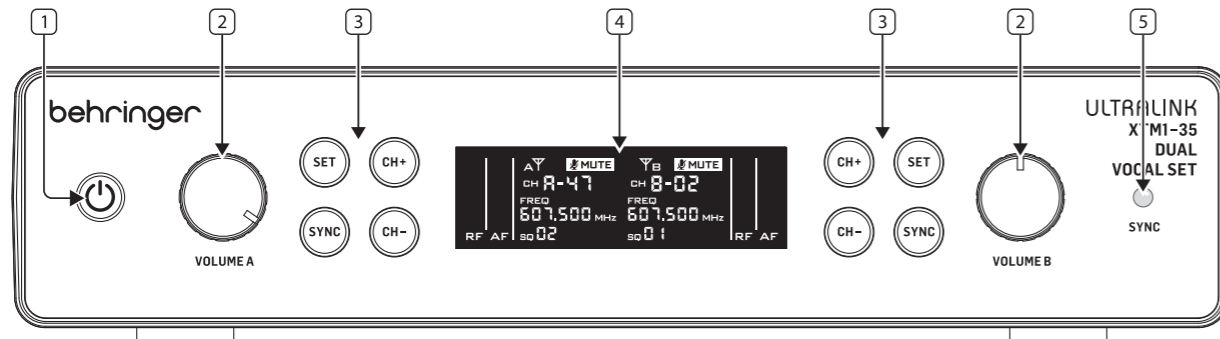 1 2 3 4 3 2 5
behringer
ULTRALINK
XTM1-35
DUAL
VOCAL SET
SET CH+
SYNC CH-
VOLUME A
A MUTE B MUTE
CH A-47 CH B-02
FREQ FREQ
607.500 MHz 607.500 MHz
RF AF SQ 02 SQ 01 RF AF
CH+ SET
CH- SYNC
VOLUME B
SYNC